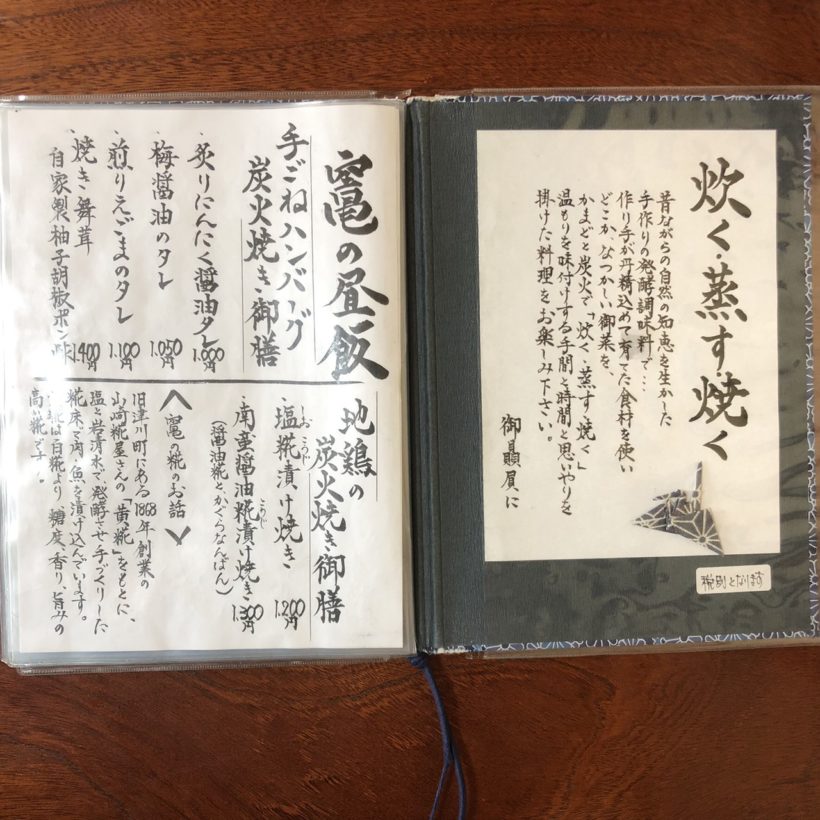 炊く・蒸す焼く
昔ながらの自然の知恵を生かした
手作りの発酵調味料で…
作り手が丹精込めて育てた食材を使い
どこか、なつかしい御菜を、
かまどと炭火で「炊く・蒸す焼く」
温もりを味付けする手間と時間と思いやりを
掛けた料理をお楽しみ下さい。
御贔屓に
税別となります
竈の昼飯
手ごねハンバーグ
炭火焼き御膳
・炙りにんにく醤油タレ 1.000円
・梅醤油のタレ 1.050円
・煎りえごまのタレ 1.100円
・焼き舞茸
自家製柚子胡椒ポン酢 1.400円
地鶏の
炭火焼き御膳
・塩糀漬け焼き 1.200円
しお こうじ
・南蛮醤油糀漬け焼き 1.300円
こうじ
(醤油糀とかぐらなんばん)
＜竈の糀のお話＞
旧津川町にある1868年創業の
山崎糀屋さんの「黄糀」をもとに、
塩と岩清水で、発酵させ手づくりした
糀床で肉、魚を漬け込んでいます。
は白糀より、糖度、香り、旨みの
高い糀です。